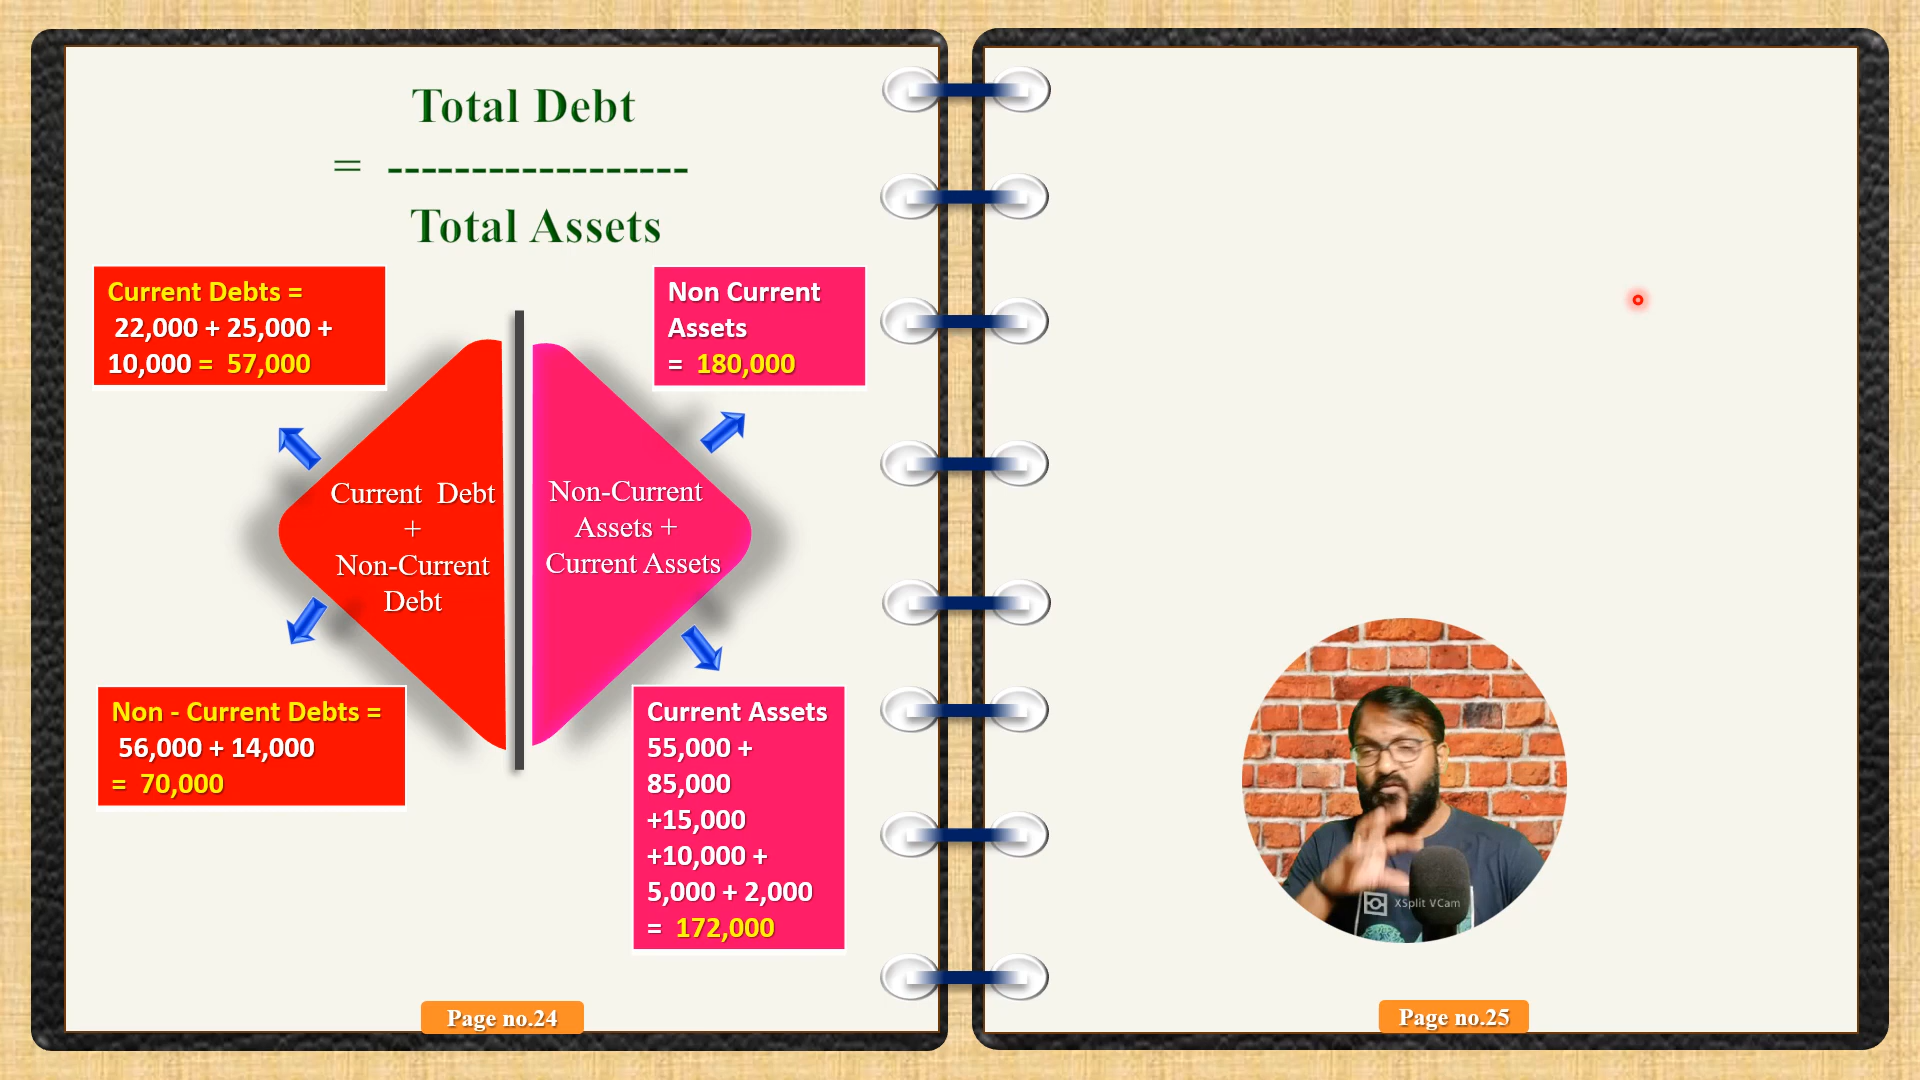 Total Debt
= ------------------
Total Assets
Current Debts =
22,000 + 25,000 +
10,000 = 57,000
Non Current
Assets
= 180,000
Current Debt
+
Non-Current
Debt
Non-Current
Assets +
Current Assets
Non - Current Debts =
56,000 + 14,000
= 70,000
Current Assets
55,000 +
85,000
+15,000
+10,000 +
5,000 + 2,000
= 172,000
Page no.24
XSplit VCam
Page no.25